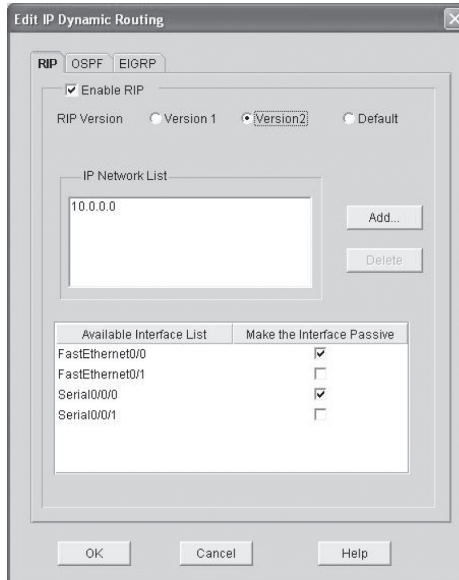 Edit IP Dynamic Routing
RIP OSPF EIGRP
Enable RIP
RIP Version Version 1 Version2 Default
IP Network List
10.0.0.0
Add...
Delete
Available Interface List Make the Interface Passive
FastEthernet0/0
FastEthernet0/1
Serial0/0/0
Serial0/0/1
OK Cancel Help